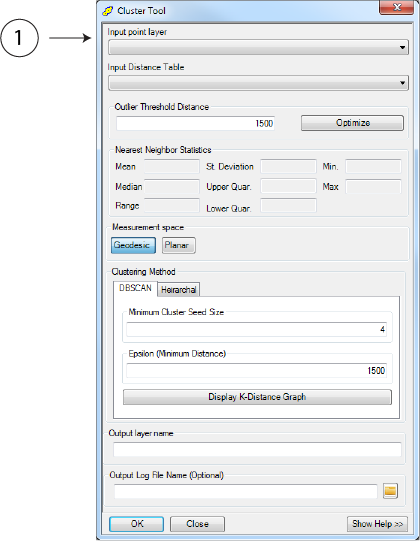 Cluster Tool
1
Input point layer
Input Distance Table
Outlier Threshold Distance
1500 Optimize
Nearest Neighbor Statistics
Mean St. Deviation Min.
Median Upper Quar. Max
Range Lower Quar.
Measurement space
Geodesic Planar
Clustering Method
DBSCAN Heirarchal
Minimum Cluster Seed Size
4
Epsilon (Minimum Distance)
1500
Display K-Distance Graph
Output layer name
Output Log File Name (Optional)
OK Close Show Help >>